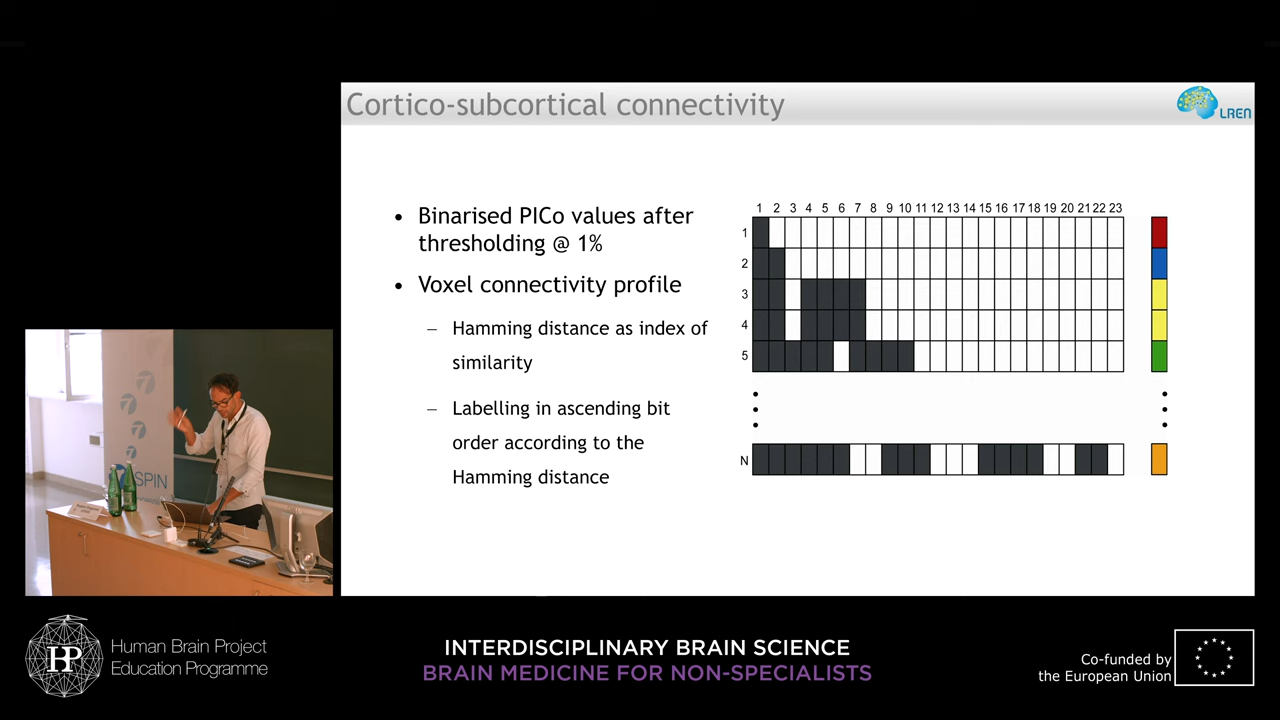 Cortico-subcortical connectivity
LREN
• Binarised PICo values after
thresholding @ 1%
• Voxel connectivity profile
– Hamming distance as index of
similarity
– Labelling in ascending bit
order according to the
Hamming distance
1 2 3 4 5 6 7 8 9 10 11 12 13 14 15 16 17 18 19 20 21 22 23
1
2
3
4
5
N
SPIN
HBP
Human Brain Project
Education Programme
INTERDISCIPLINARY BRAIN SCIENCE
BRAIN MEDICINE FOR NON-SPECIALISTS
Co-funded by
the European Union